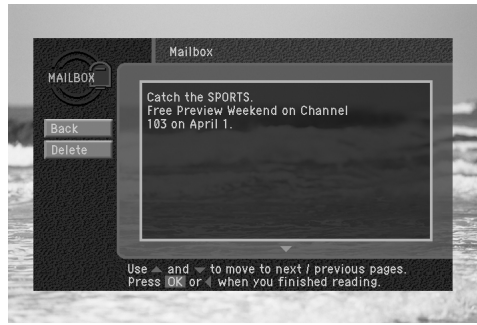 Mailbox
MAILBOX
Back
Delete
Catch the SPORTS.
Free Preview Weekend on Channel
103 on April 1.
Use ▲ and ▼ to move to next / previous pages.
Press OK or ◀ when you finished reading.